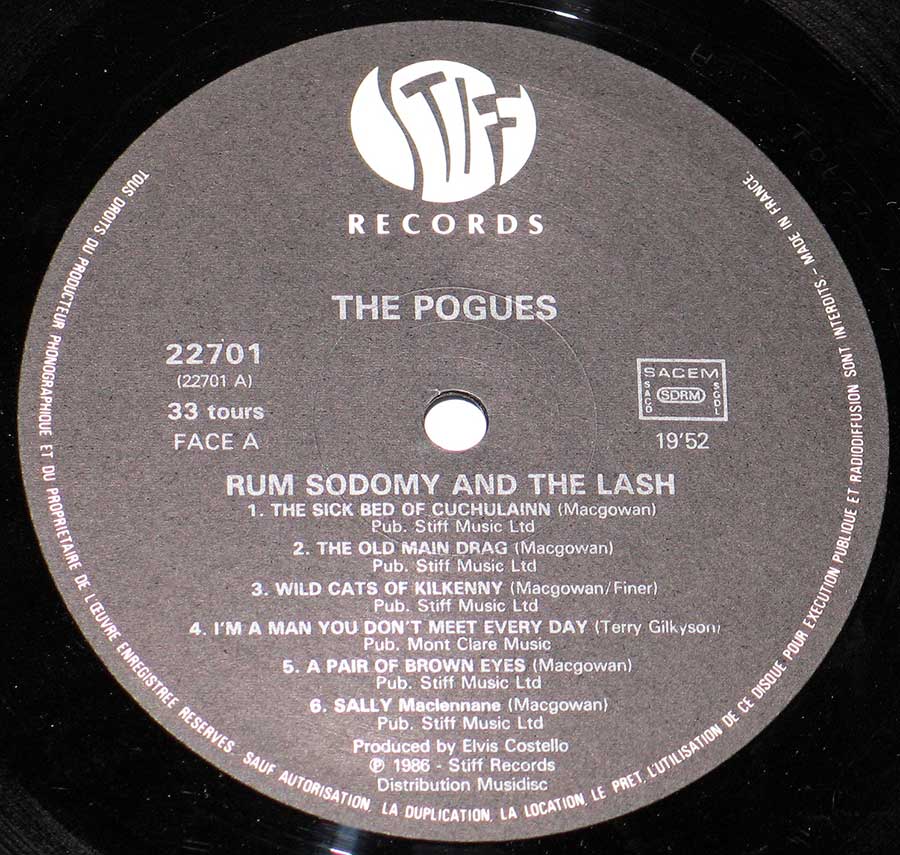 STIFF
RECORDS
THE POGUES
22701
(22701 A)
33 tours
FACE A
SACEM
SACD
SDRM
SGDL
19'52
RUM SODOMY AND THE LASH
1. THE SICK BED OF CUCHULAINN (Macgowan)
Pub. Stiff Music Ltd
2. THE OLD MAIN DRAG (Macgowan)
Pub. Stiff Music Ltd
3. WILD CATS OF KILKENNY (Macgowan/Finer)
Pub. Stiff Music Ltd
4. I'M A MAN YOU DON'T MEET EVERY DAY (Terry Gilkyson)
Pub. Mont Clare Music
5. A PAIR OF BROWN EYES (Macgowan)
Pub. Stiff Music Ltd
6. SALLY Maclennane (Macgowan)
Pub. Stiff Music Ltd
Produced by Elvis Costello
℗ 1986 - Stiff Records
Distribution Musidisc
TOUS DROITS DU PRODUCTEUR PHONOGRAPHIQUE ET DU PROPRIETAIRE DE L'ŒUVRE ENREGISTREE RESERVES. SAUF AUTORISATION, LA DUPLICATION, LA LOCATION, LE PRET, L'UTILISATION DE CE DISQUE POUR EXECUTION PUBLIQUE ET RADIODIFFUSION SONT INTERDITS. - MADE IN FRANCE